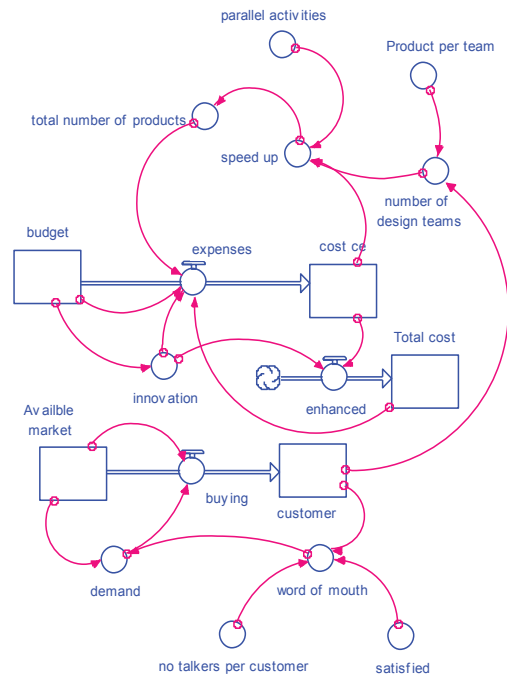 parallel activities
Product per team
total number of products
speed up
number of
design teams
budget
expenses
cost ce
Total cost
innovation
enhanced
Availble
market
buying
customer
demand
word of mouth
no talkers per customer
satisfied